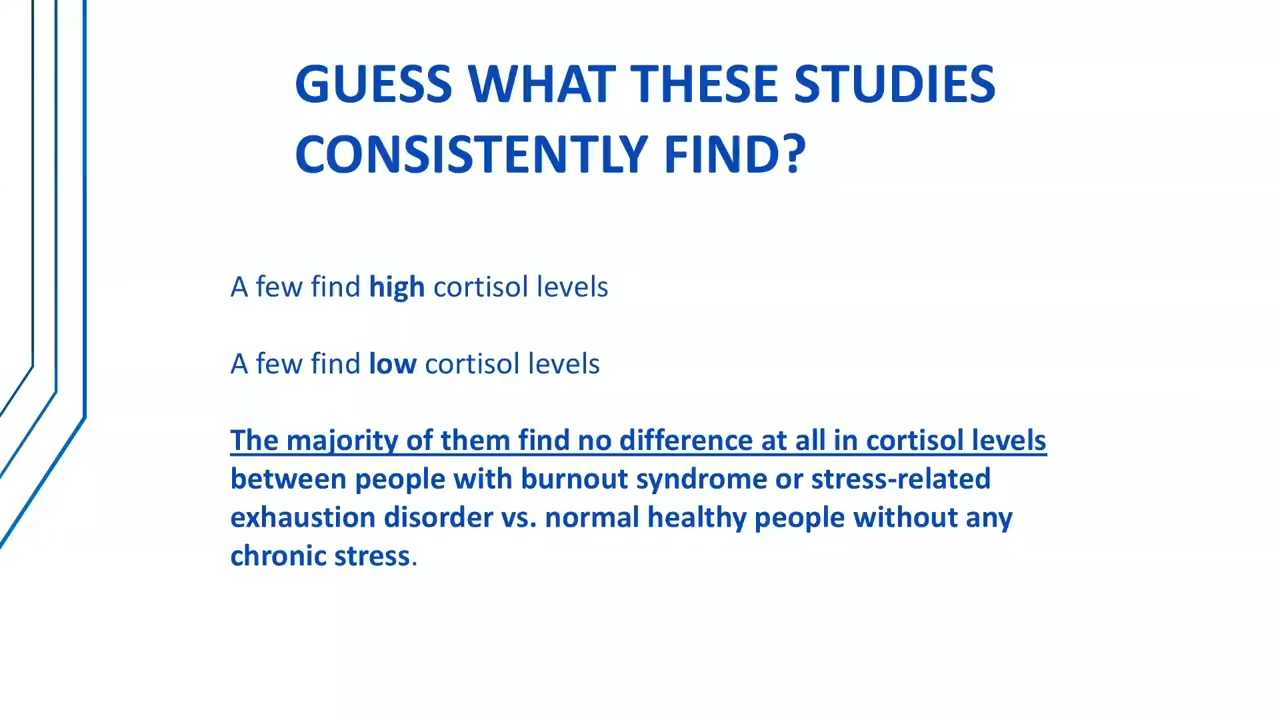 GUESS WHAT THESE STUDIES
CONSISTENTLY FIND?
A few find high cortisol levels
A few find low cortisol levels
The majority of them find no difference at all in cortisol levels
between people with burnout syndrome or stress-related
exhaustion disorder vs. normal healthy people without any
chronic stress.